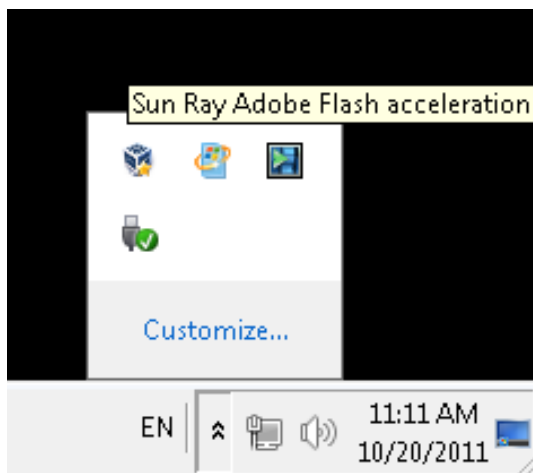 Sun Ray Adobe Flash acceleration
Customize...
EN
11:11 AM
10/20/2011